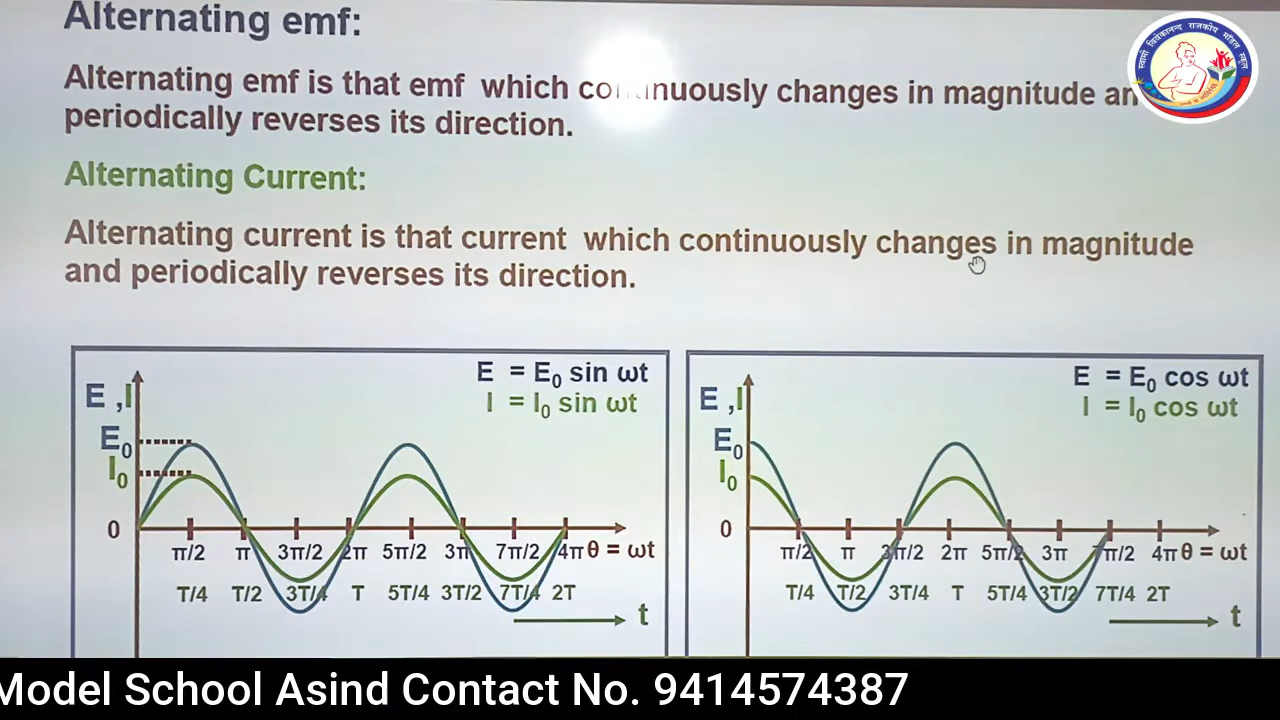 Alternating emf:
Alternating emf is that emf which continuously changes in magnitude an
periodically reverses its direction.
Alternating Current:
Alternating current is that current which continuously changes in magnitude
and periodically reverses its direction.
E = E₀ sin ωt
I = I₀ sin ωt
E ,I
E₀
I₀
0
π/2 π 3π/2 2π 5π/2 3π 7π/2 4π θ = ωt
T/4 T/2 3T/4 T 5T/4 3T/2 7T/4 2T
t
E = E₀ cos ωt
I = I₀ cos ωt
E ,I
E₀
I₀
0
π/2 π 3π/2 2π 5π/2 3π 7π/2 4π θ = ωt
T/4 T/2 3T/4 T 5T/4 3T/2 7T/4 2T
t
स्वामी विवेकानन्द राजकीय मॉडल स्कूल
Model School Asind Contact No. 9414574387